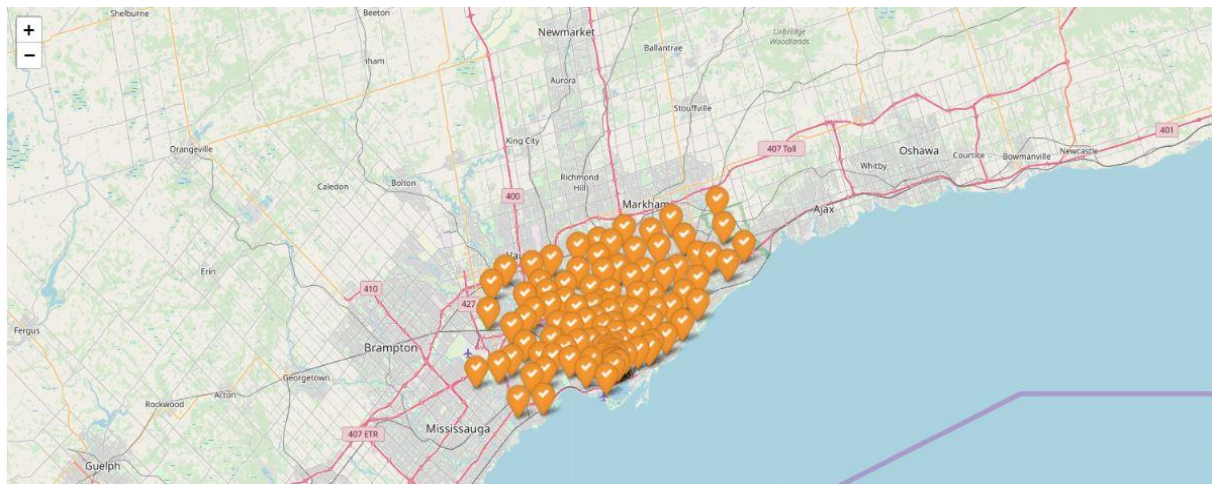 +
−
Shelburne
Beeton
Newmarket
Ballantrae
Uxbridge
Woodlands
Aurora
Stouffville
Orangeville
King City
407 Toll
401
Oshawa
Courtice
Bowmanville
Newcastle
Whitby
Richmond
Hill
Caledon
Bolton
400
Markham
Ajax
Erin
410
427
Fergus
Brampton
Georgetown
Acton
Rockwood
Mississauga
407 ETR
Guelph